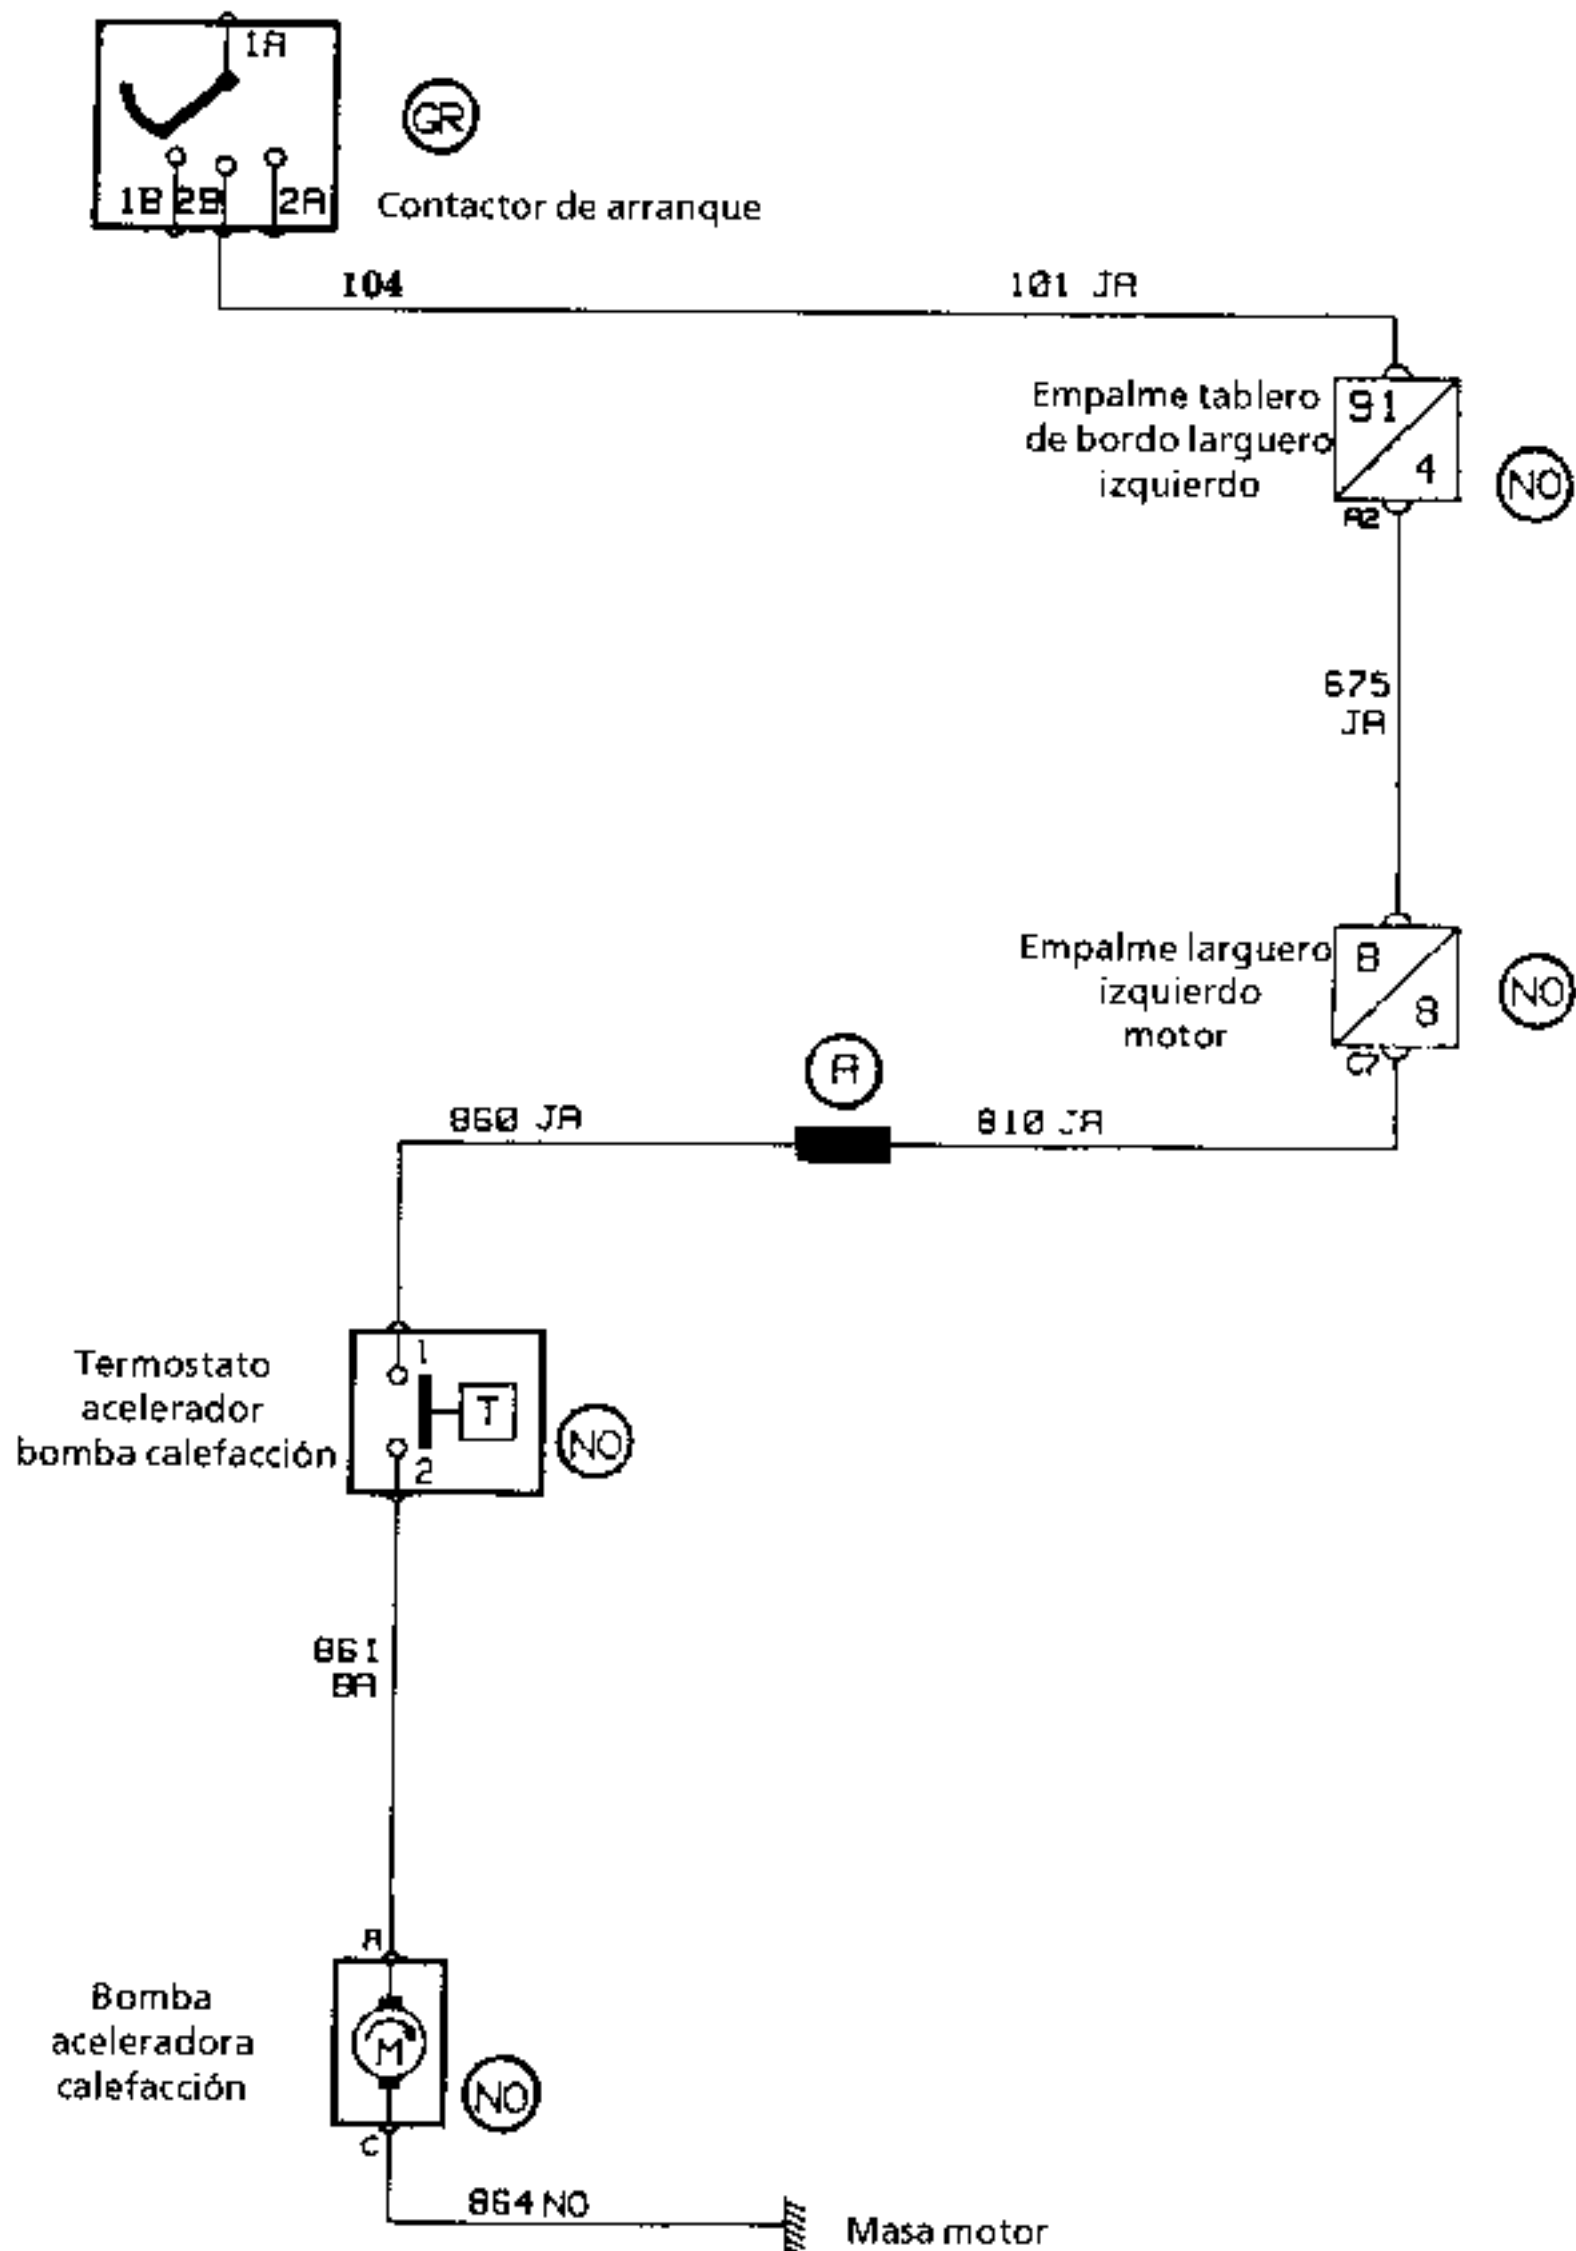 1A
GR
1B 2B 2A
Contactor de arranque
104
101 JA
Empalme tablero
de bordo larguero
izquierdo
91
4
NO
A2
675
JA
Empalme larguero
izquierdo
motor
8
8
NO
C7
A
860 JA
810 JA
Termostato
acelerador
bomba calefacción
1
T
2
NO
861
BA
A
Bomba
aceleradora
calefacción
M
NO
C
864 NO
Masa motor